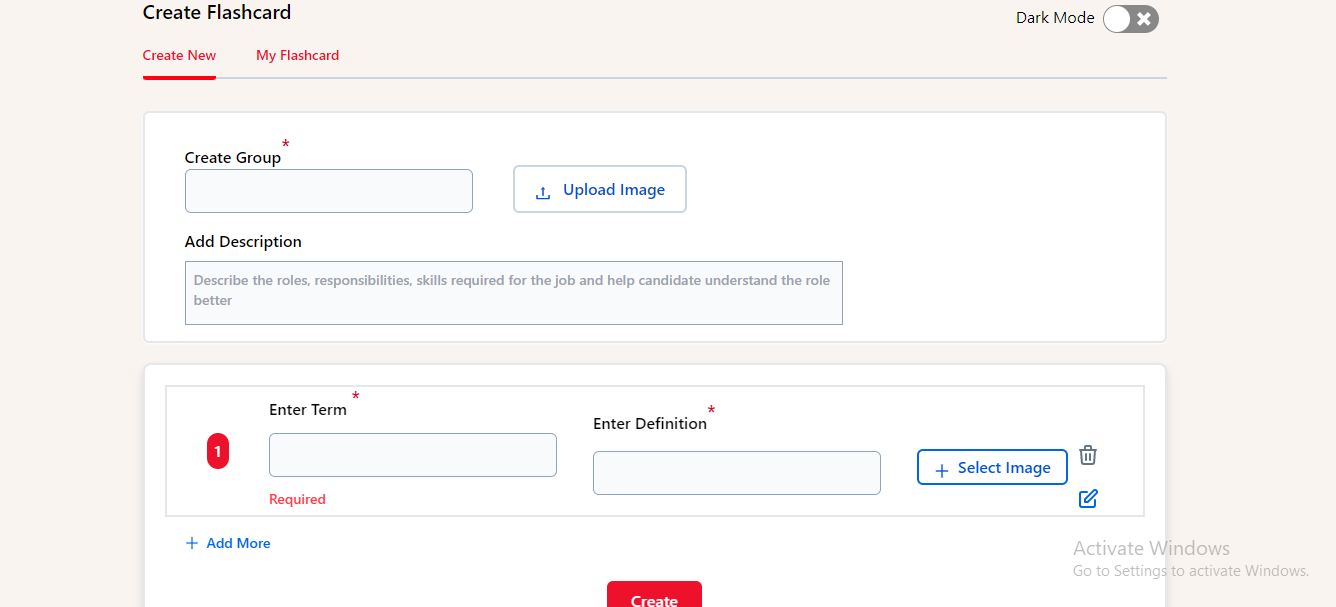 Create Flashcard
Dark Mode
Create New
My Flashcard
Create Group *
Upload Image
Add Description
Describe the roles, responsibilities, skills required for the job and help candidate understand the role
better
1
Enter Term *
Required
Enter Definition *
Select Image
Add More
Create
Activate Windows
Go to Settings to activate Windows.